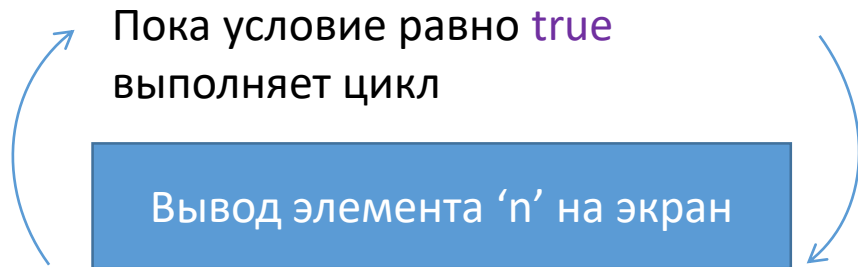 Пока условие равно true
выполняет цикл
Вывод элемента ‘n’ на экран